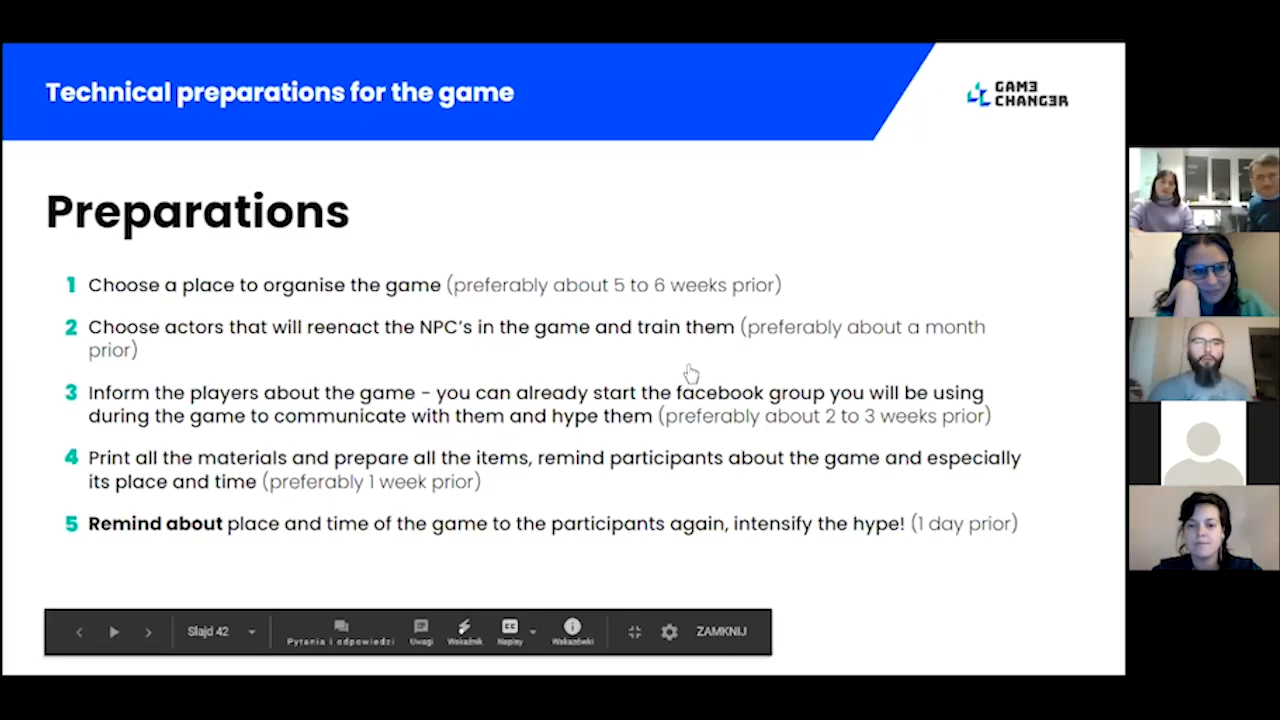 Technical preparations for the game
GAMƎ
CHANGƎR
Preparations
1 Choose a place to organise the game (preferably about 5 to 6 weeks prior)
2 Choose actors that will reenact the NPC's in the game and train them (preferably about a month
prior)
3 Inform the players about the game - you can already start the facebook group you will be using
during the game to communicate with them and hype them (preferably about 2 to 3 weeks prior)
4 Print all the materials and prepare all the items, remind participants about the game and especially
its place and time (preferably 1 week prior)
5 Remind about place and time of the game to the participants again, intensify the hype! (1 day prior)
Slajd 42
Pytania i odpowiedzi
Uwagi
Wskaźnik
CC
Napisy
Wskazówki
ZAMKNIJ